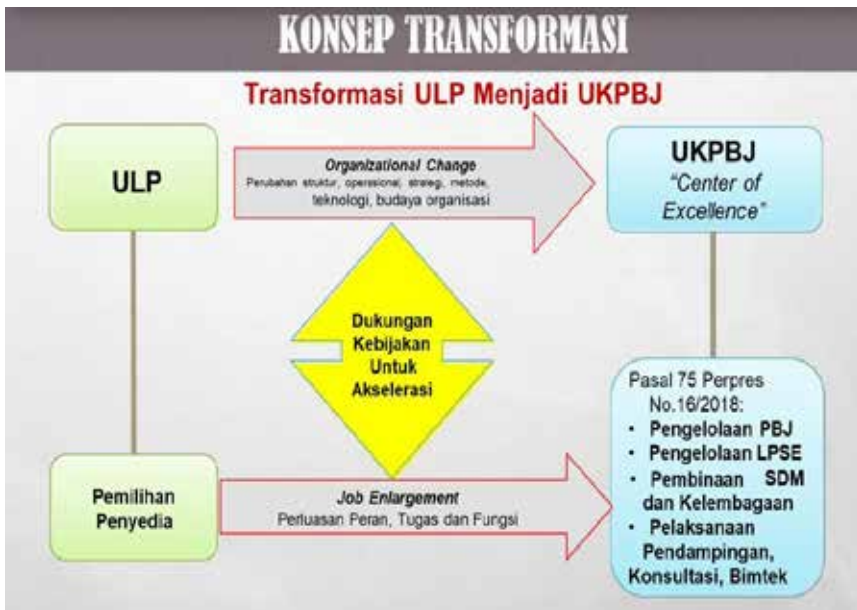 KONSEP TRANSFORMASI
Transformasi ULP Menjadi UKPBJ
ULP
Organizational Change
Perubahan struktur, operasional, strategi, metode,
teknologi, budaya organisasi
UKPBJ
"Center of
Excellence"
Dukungan
Kebijakan
Untuk
Akselerasi
Pemilihan
Penyedia
Job Enlargement
Perluasan Peran, Tugas dan Fungsi
Pasal 75 Perpres
No.16/2018:
• Pengelolaan PBJ
• Pengelolaan LPSE
• Pembinaan SDM
dan Kelembagaan
• Pelaksanaan
Pendampingan,
Konsultasi, Bimtek